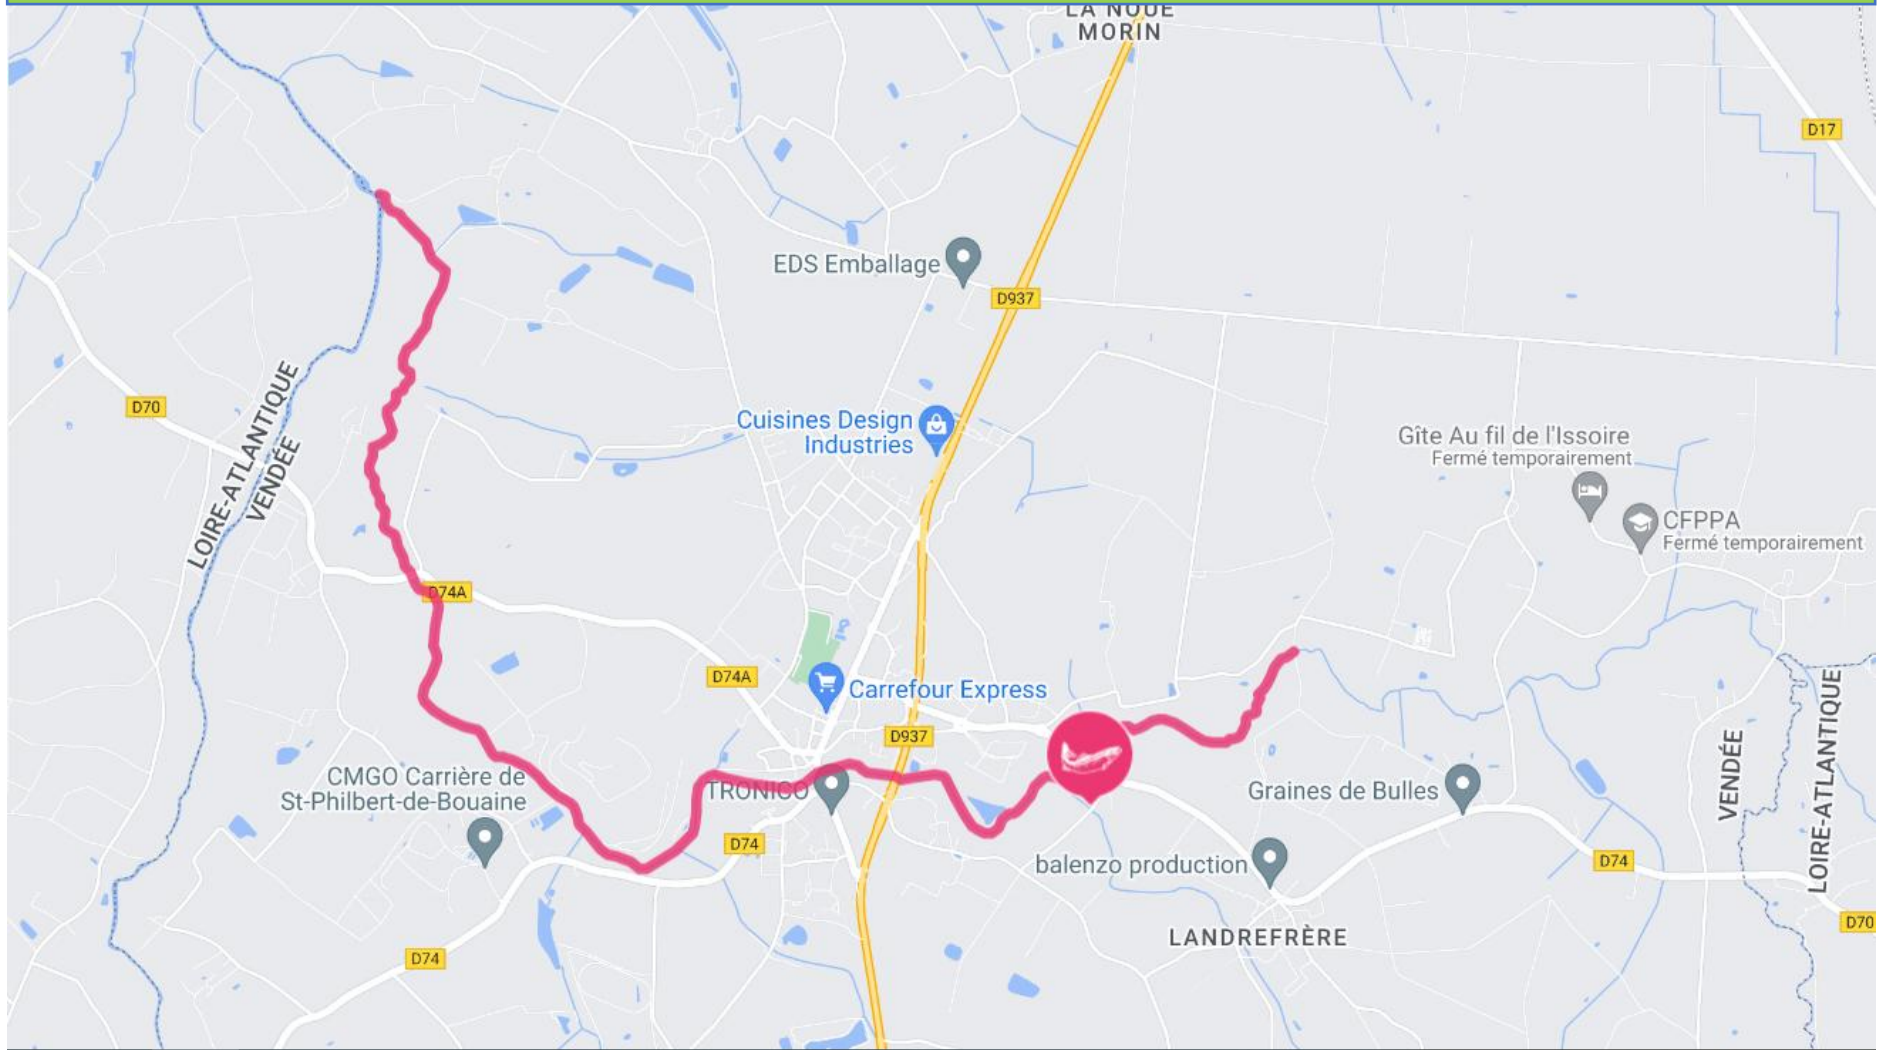 LA NOUE
MORIN
D17
EDS Emballage
D937
D70
LOIRE-ATLANTIQUE
VENDÉE
Cuisines Design
Industries
Gîte Au fil de l'Issoire
Fermé temporairement
CFPPA
Fermé temporairement
D74A
D74A
Carrefour Express
D937
CMGO Carrière de
St-Philbert-de-Bouaine
TRONICO
Graines de Bulles
VENDÉE
LOIRE-ATLANTIQUE
D74
balenzo production
D74
D70
LANDREFRÈRE
D74